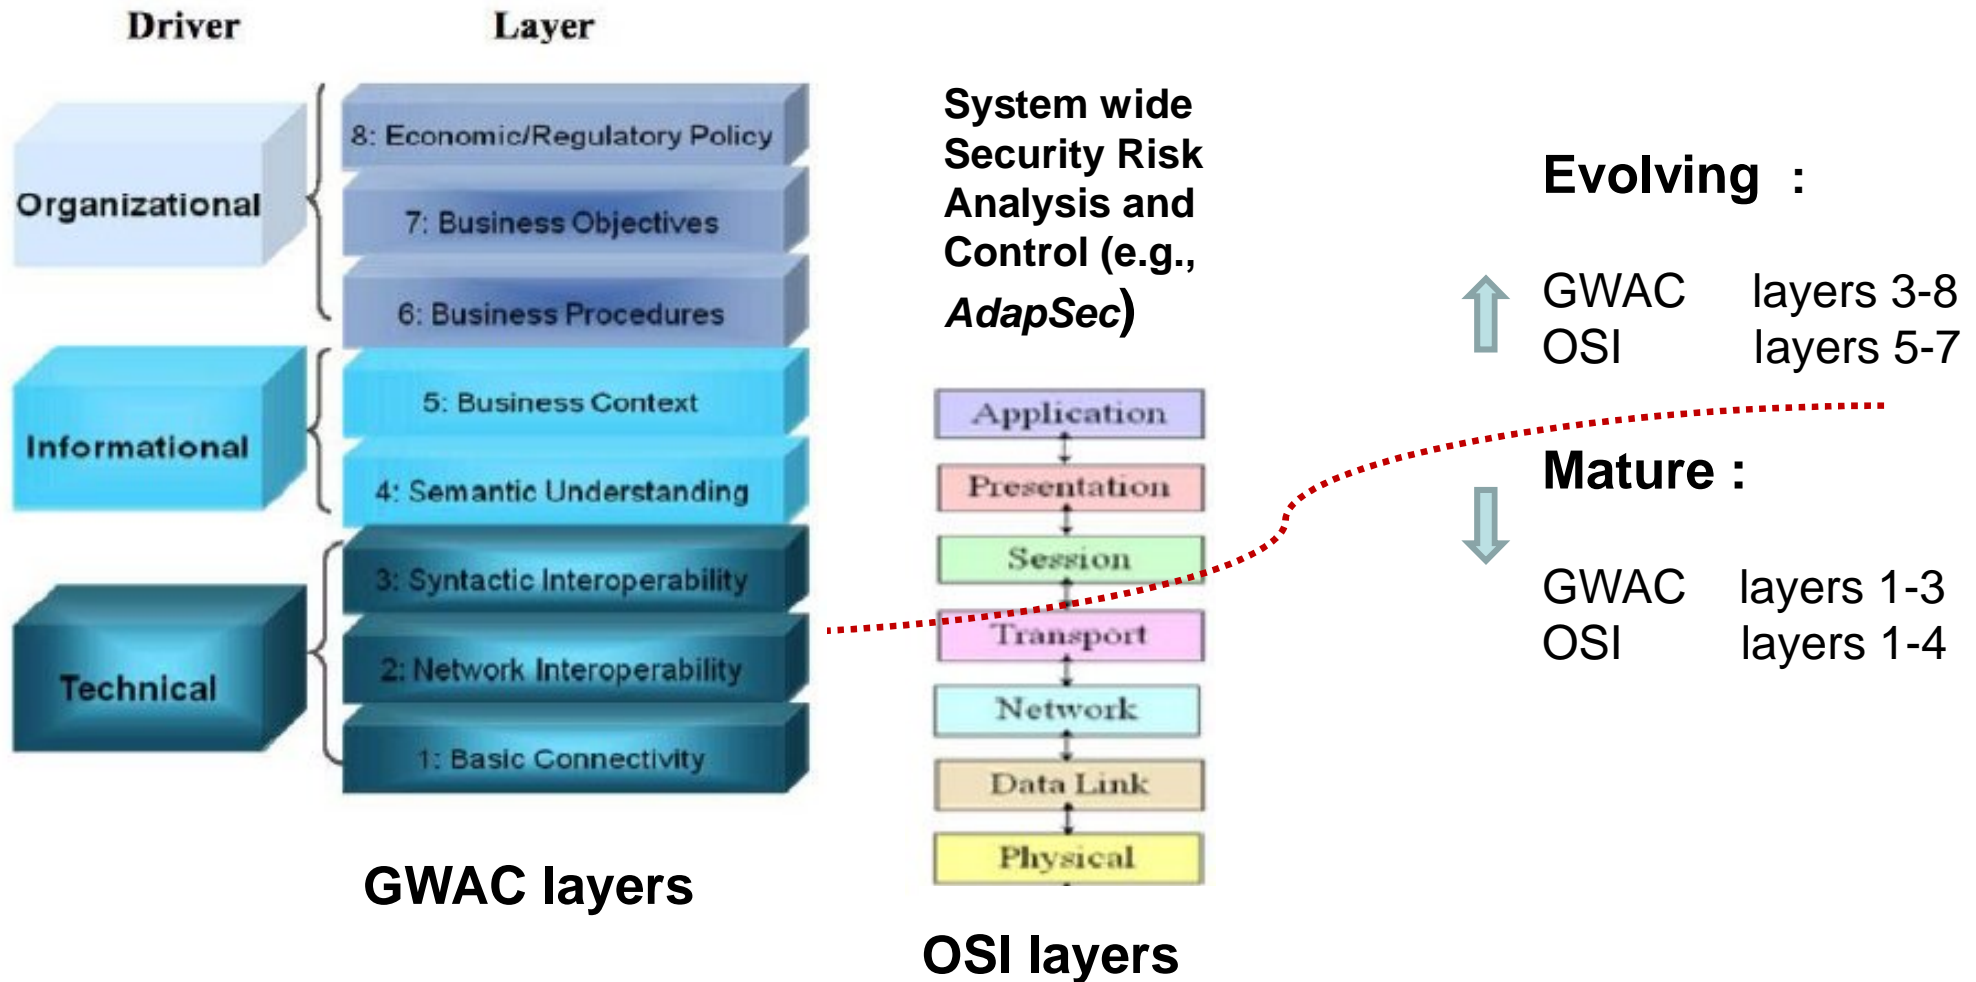 Driver
Layer
Organizational
8: Economic/Regulatory Policy
7: Business Objectives
6: Business Procedures
Informational
5: Business Context
4: Semantic Understanding
Technical
3: Syntactic Interoperability
2: Network Interoperability
1: Basic Connectivity
GWAC layers
System wide
Security Risk
Analysis and
Control (e.g.,
AdapSec)
Application
Presentation
Session
Transport
Network
Data Link
Physical
OSI layers
Evolving :
GWAC layers 3-8
OSI layers 5-7
Mature :
GWAC layers 1-3
OSI layers 1-4